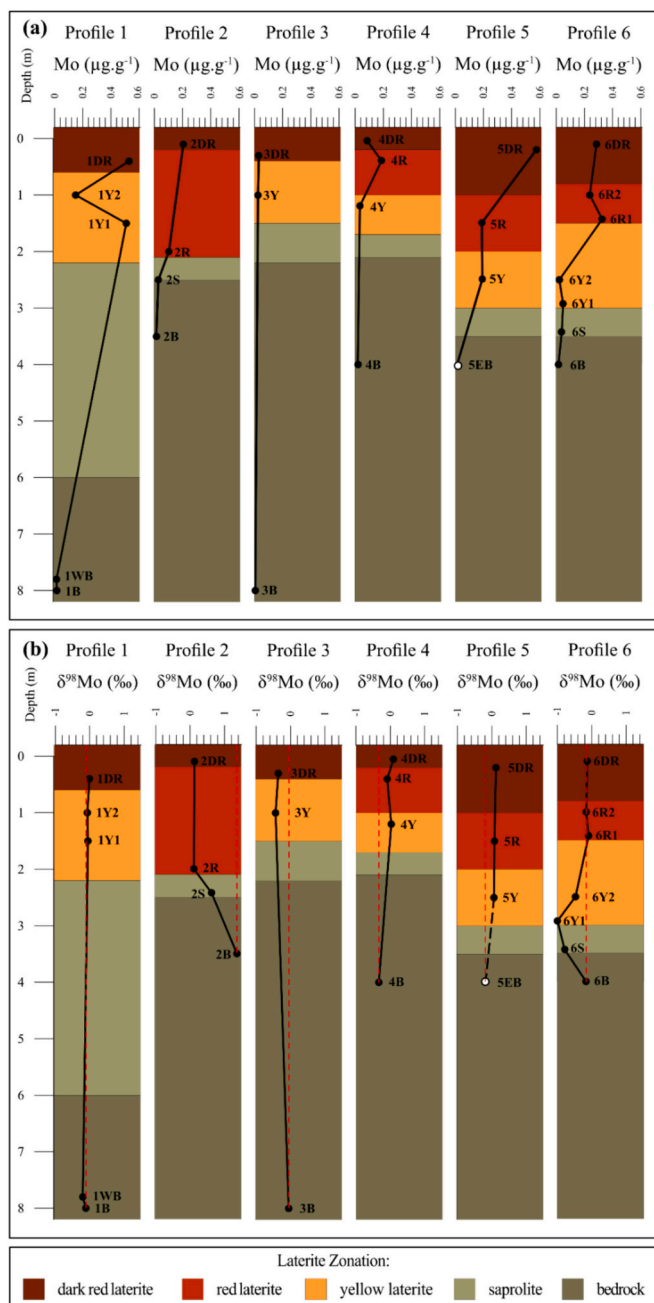 (a) Profile 1 Profile 2 Profile 3 Profile 4 Profile 5 Profile 6
Mo (µg.g⁻¹) Mo (µg.g⁻¹) Mo (µg.g⁻¹) Mo (µg.g⁻¹) Mo (µg.g⁻¹) Mo (µg.g⁻¹)
Depth (m)
0 0.2 0.4 0.6 0 0.2 0.4 0.6 0 0.2 0.4 0.6 0 0.2 0.4 0.6 0 0.2 0.4 0.6 0 0.2 0.4 0.6
0
1
2
3
4
5
6
7
8
1DR
1Y2
1Y1
1WB
1B
2DR
2R
2S
2B
3DR
3Y
3B
4DR
4R
4Y
4B
5DR
5R
5Y
5EB
6DR
6R2
6R1
6Y2
6Y1
6S
6B
(b) Profile 1 Profile 2 Profile 3 Profile 4 Profile 5 Profile 6
δ⁹⁸Mo (‰) δ⁹⁸Mo (‰) δ⁹⁸Mo (‰) δ⁹⁸Mo (‰) δ⁹⁸Mo (‰) δ⁹⁸Mo (‰)
Depth (m)
-1 0 1 -1 0 1 -1 0 1 -1 0 1 -1 0 1 -1 0 1
0
1
2
3
4
5
6
7
8
1DR
1Y2
1Y1
1WB
1B
2DR
2R
2S
2B
3DR
3Y
3B
4DR
4R
4Y
4B
5DR
5R
5Y
5EB
6DR
6R2
6R1
6Y2
6Y1
6S
6B
Laterite Zonation:
dark red laterite red laterite yellow laterite saprolite bedrock